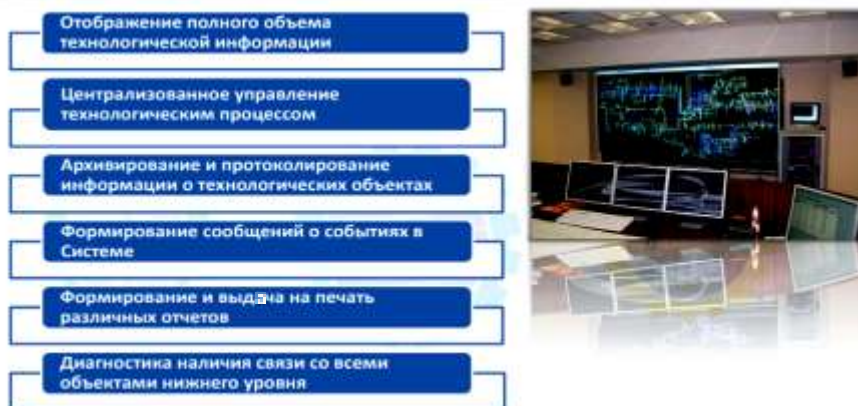 Отображение полного объема
технологической информации
Централизованное управление
технологическим процессом
Архивирование и протоколирование
информации о технологических объектах
Формирование сообщений о событиях в
Системе
Формирование и выдача на печать
различных отчетов
Диагностика наличия связи со всеми
объектами нижнего уровня